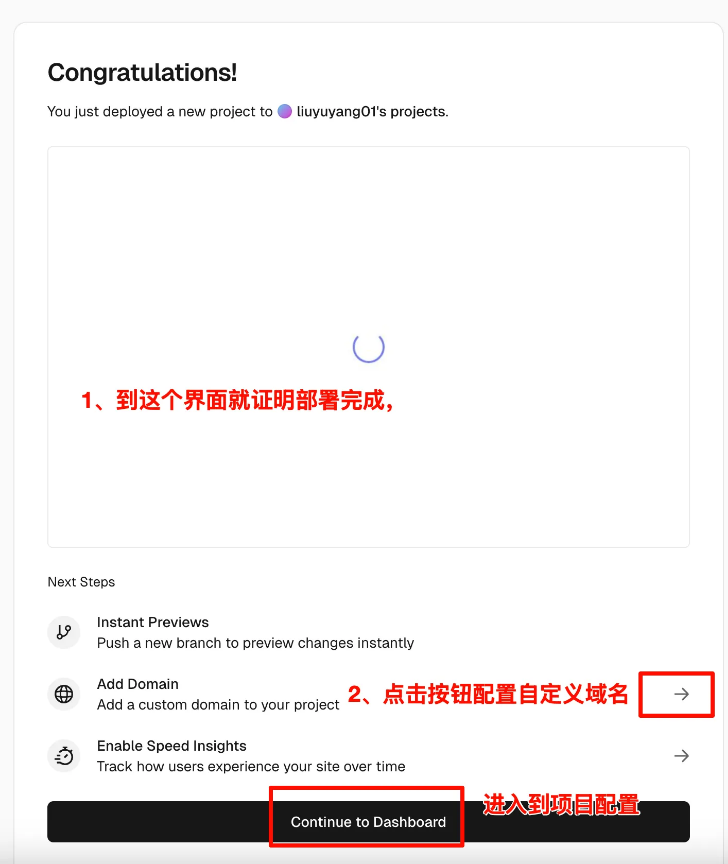 Congratulations!
You just deployed a new project to liuyuyang01's projects.
1、到这个界面就证明部署完成,
Next Steps
Instant Previews
Push a new branch to preview changes instantly
Add Domain
Add a custom domain to your project
2、点击按钮配置自定义域名
Enable Speed Insights
Track how users experience your site over time
Continue to Dashboard
进入到项目配置